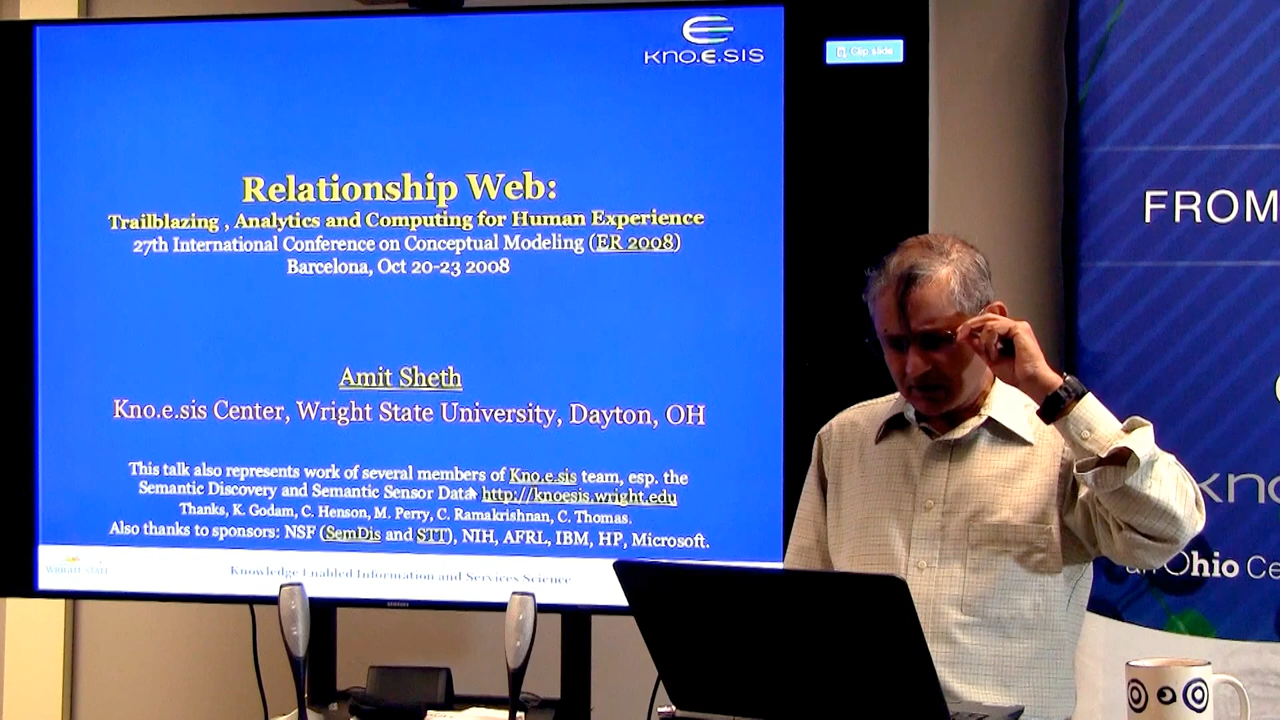 kno.e.sis
Clip slide
Relationship Web:
Trailblazing , Analytics and Computing for Human Experience
27th International Conference on Conceptual Modeling (ER 2008)
Barcelona, Oct 20-23 2008
Amit Sheth
Kno.e.sis Center, Wright State University, Dayton, OH
This talk also represents work of several members of Kno.e.sis team, esp. the
Semantic Discovery and Semantic Sensor Data. http://knoesis.wright.edu
Thanks, K. Godam, C. Henson, M. Perry, C. Ramakrishnan, C. Thomas.
Also thanks to sponsors: NSF (SemDis and STT), NIH, AFRL, IBM, HP, Microsoft.
WRIGHT STATE
Knowledge Enabled Information and Services Science
SAMSUNG
FROM
kno
an Ohio Ce